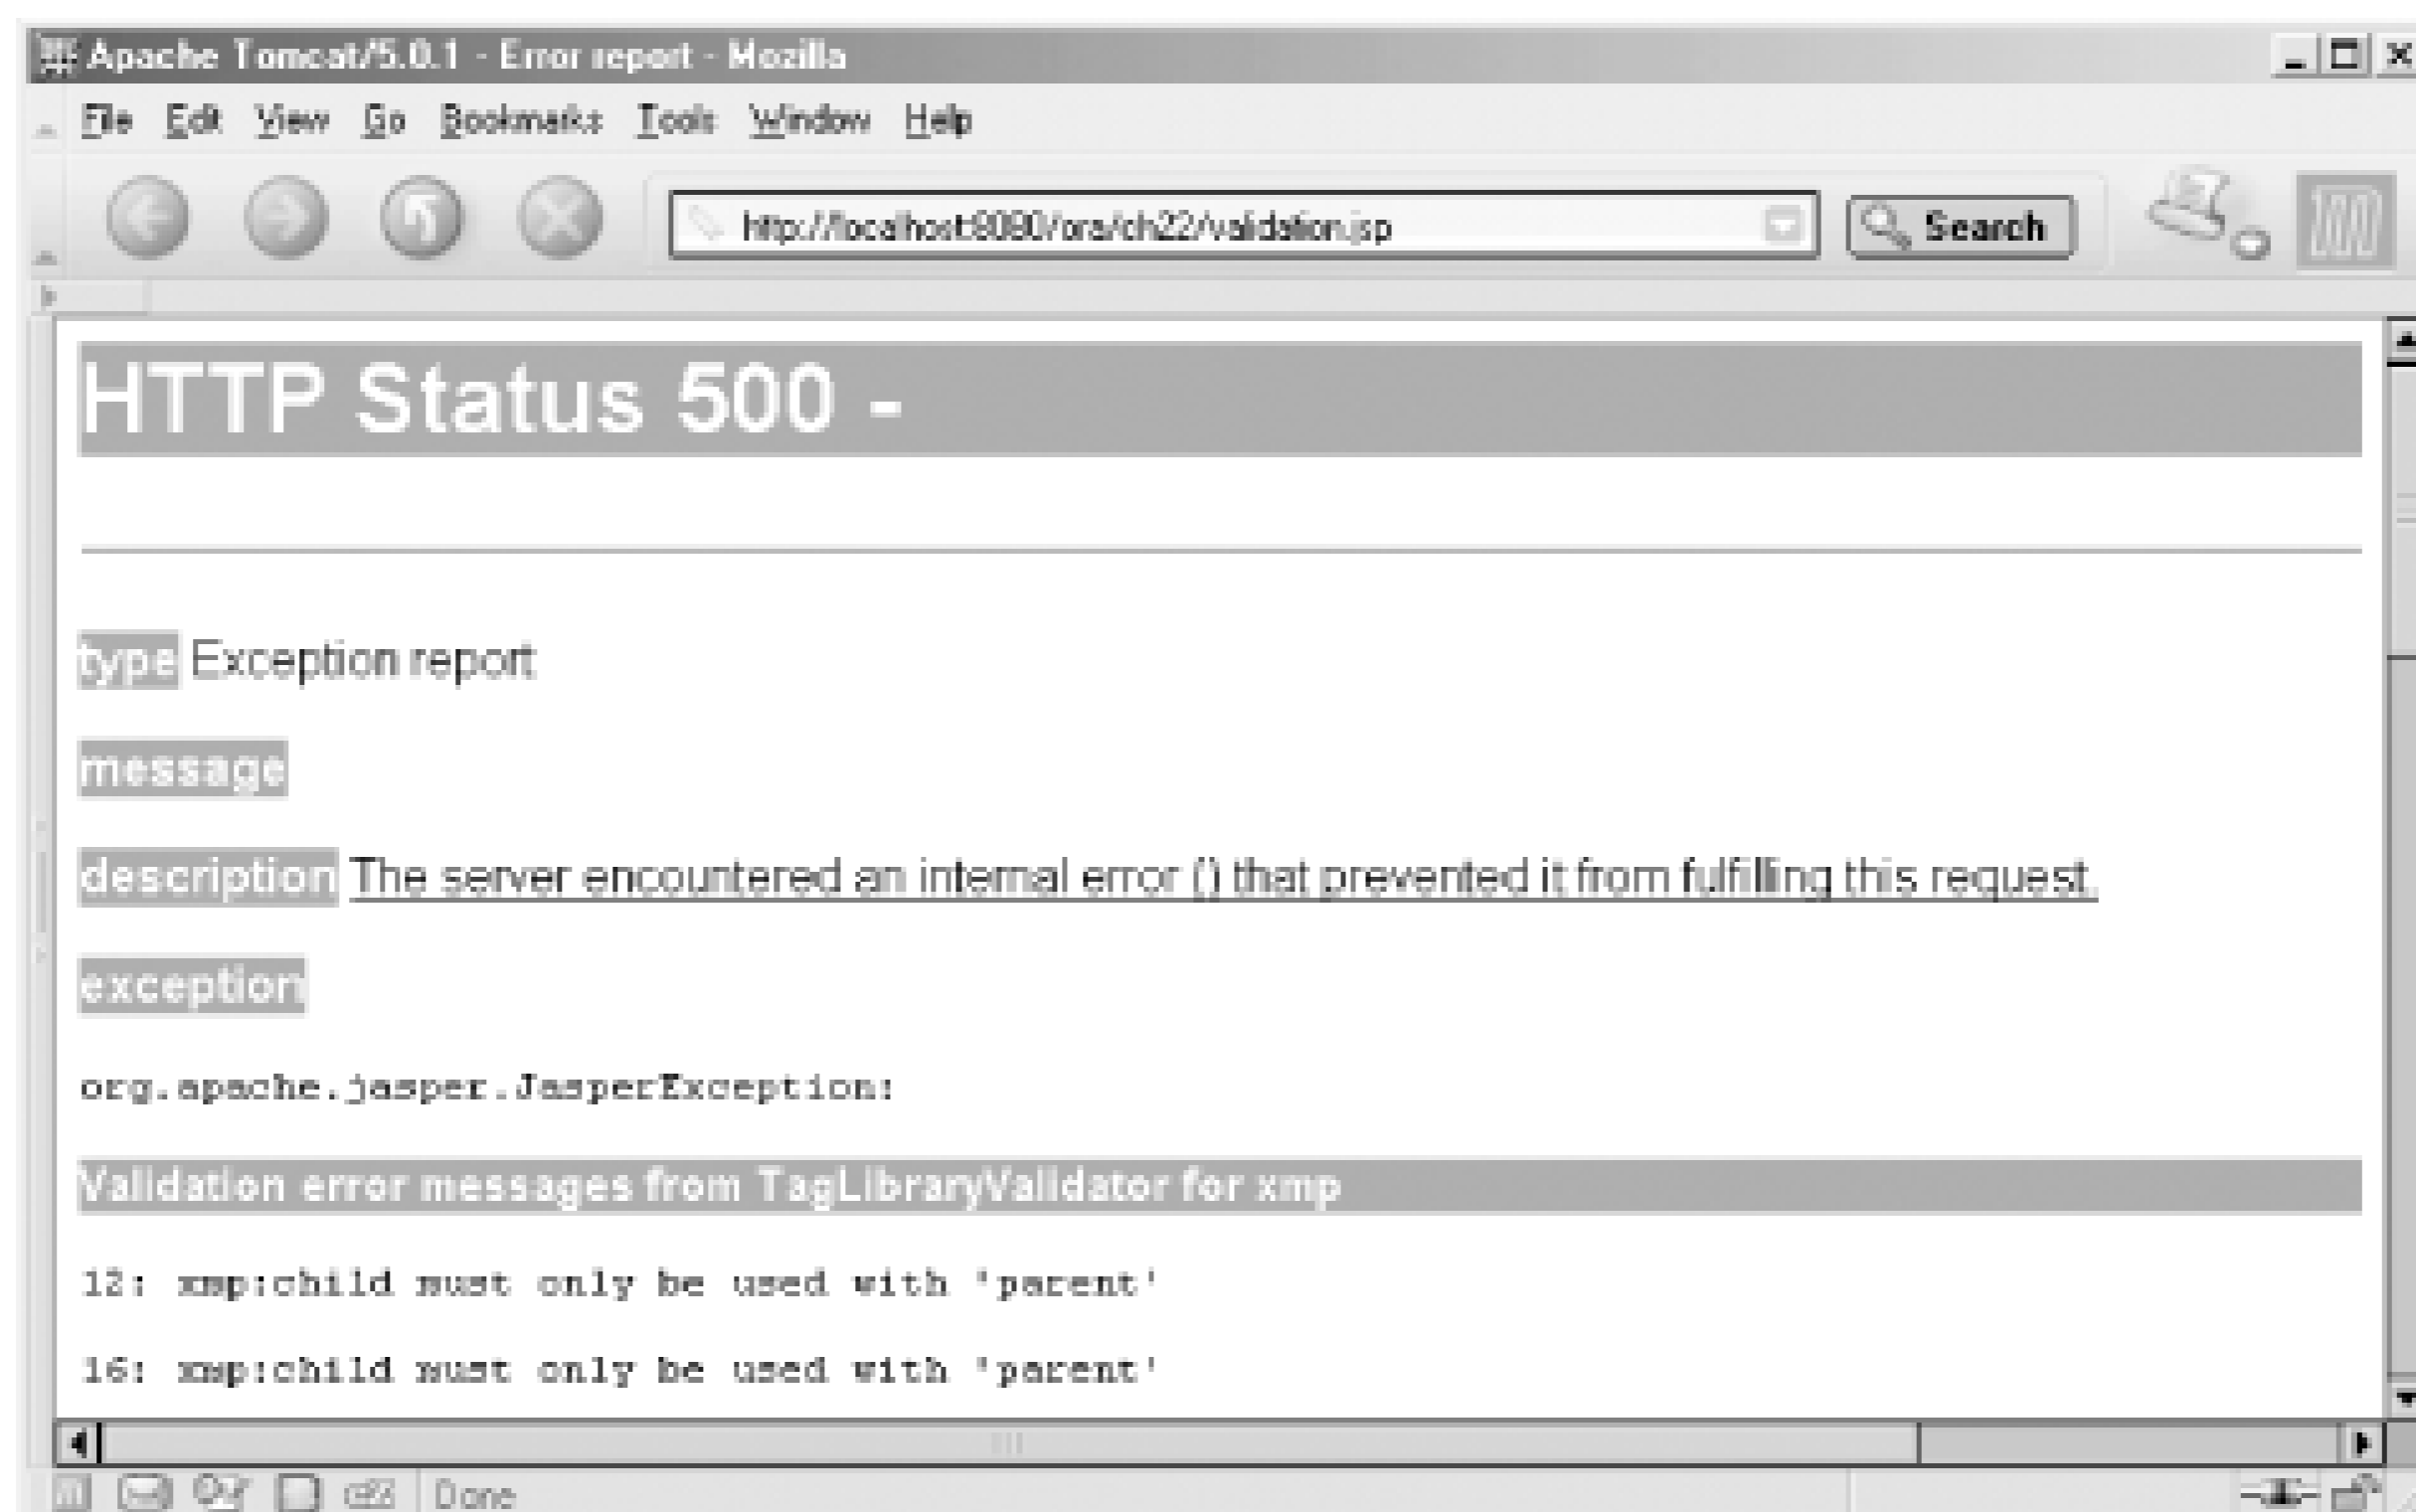 Apache Tomcat/5.0.1 - Error report - Mozilla
File Edit View Go Bookmarks Tools Window Help
http://localhost:8080/ora/ch22/validation.jsp Search
HTTP Status 500 -
type Exception report
message
description The server encountered an internal error () that prevented it from fulfilling this request.
exception
org.apache.jasper.JasperException:
Validation error messages from TagLibraryValidator for xmp
12: xmp:child must only be used with 'parent'
16: xmp:child must only be used with 'parent'
Done